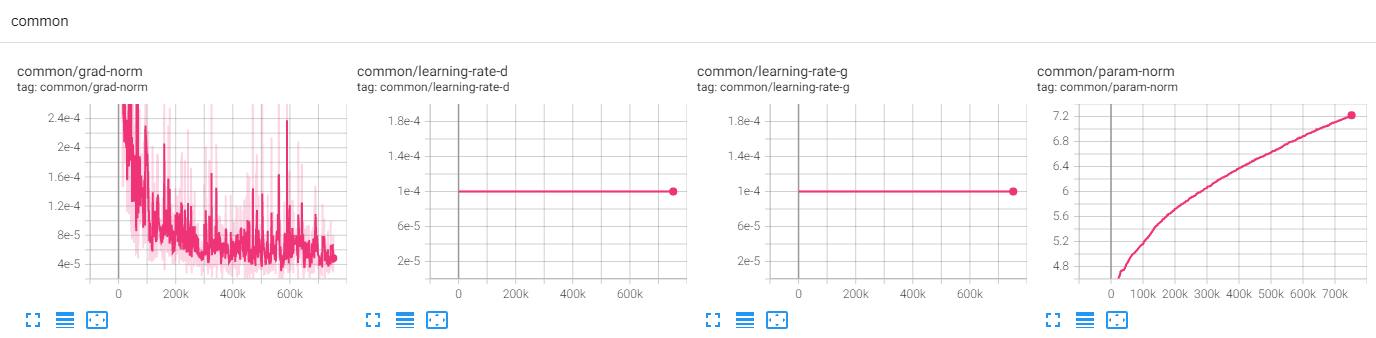 common
common/grad-norm
tag: common/grad-norm
2.4e-4
2e-4
1.6e-4
1.2e-4
8e-5
4e-5
0 200k 400k 600k
common/learning-rate-d
tag: common/learning-rate-d
1.8e-4
1.4e-4
1e-4
6e-5
2e-5
0 200k 400k 600k
common/learning-rate-g
tag: common/learning-rate-g
1.8e-4
1.4e-4
1e-4
6e-5
2e-5
0 200k 400k 600k
common/param-norm
tag: common/param-norm
7.2
6.8
6.4
6
5.6
5.2
4.8
0 100k 200k 300k 400k 500k 600k 700k